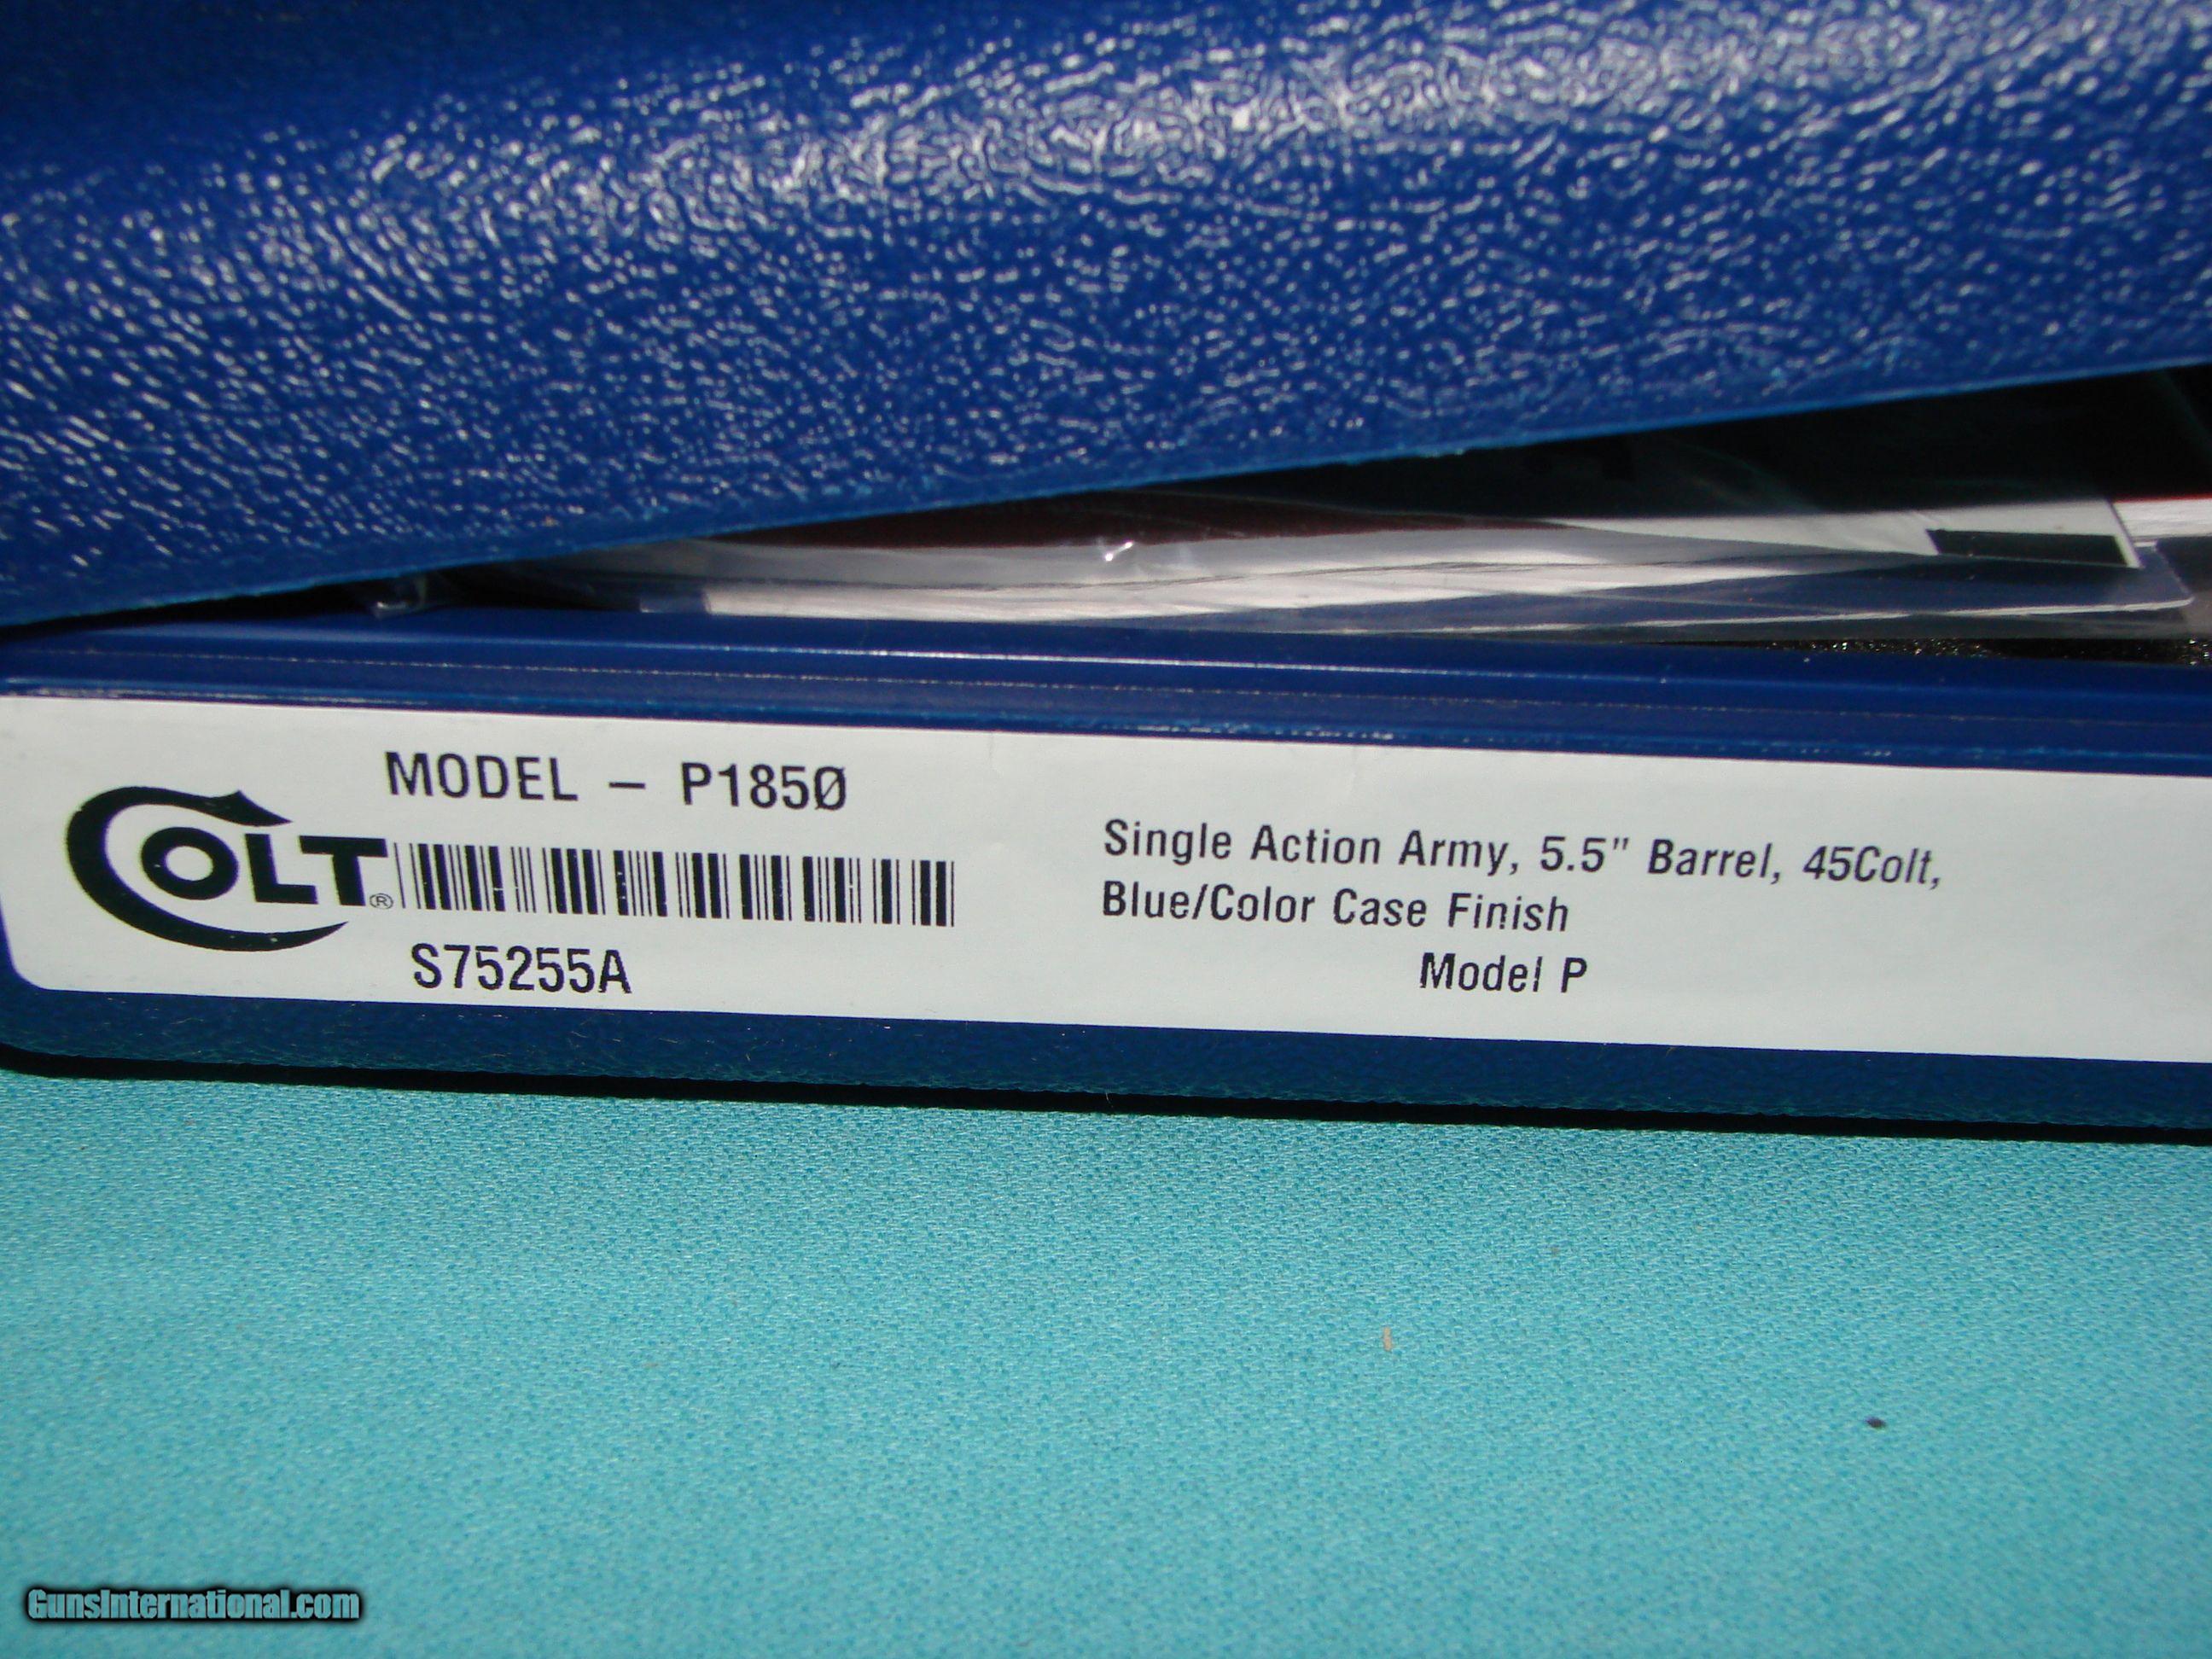 MODEL – P185Ø
COLT®
S75255A
Single Action Army, 5.5" Barrel, 45Colt,
Blue/Color Case Finish
Model P
GunsInternational.com